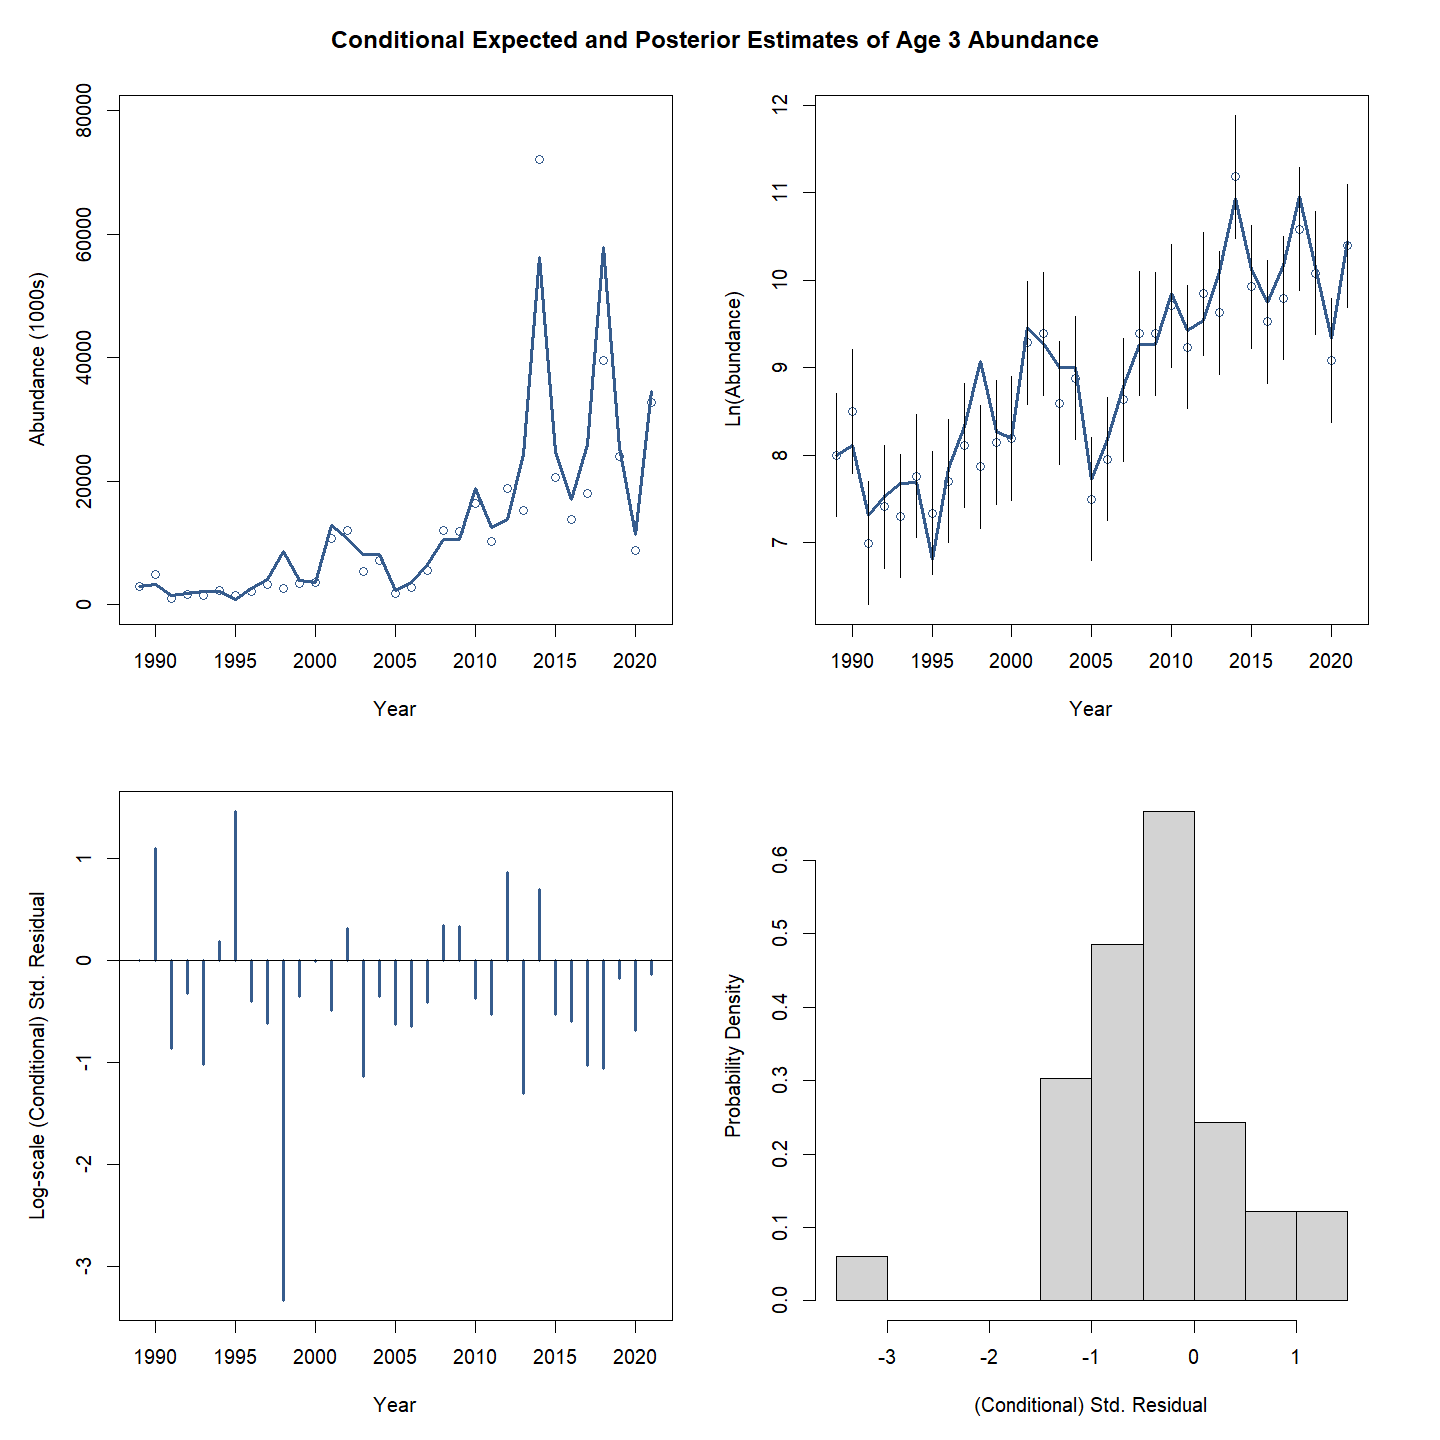 Conditional Expected and Posterior Estimates of Age 3 Abundance
Abundance (1000s)
80000
60000
40000
20000
0
1990 1995 2000 2005 2010 2015 2020
Year
Ln(Abundance)
12
11
10
9
8
7
1990 1995 2000 2005 2010 2015 2020
Year
Log-scale (Conditional) Std. Residual
1
0
-1
-2
-3
1990 1995 2000 2005 2010 2015 2020
Year
Probability Density
0.6
0.5
0.4
0.3
0.2
0.1
0.0
-3 -2 -1 0 1
(Conditional) Std. Residual